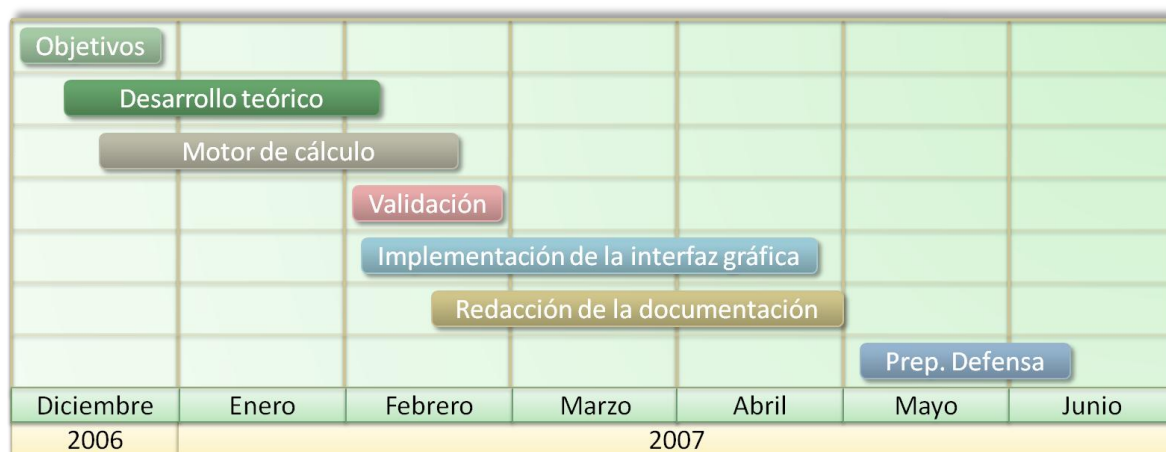 Objetivos
Desarrollo teórico
Motor de cálculo
Validación
Implementación de la interfaz gráfica
Redacción de la documentación
Prep. Defensa
Diciembre Enero Febrero Marzo Abril Mayo Junio
2006 2007